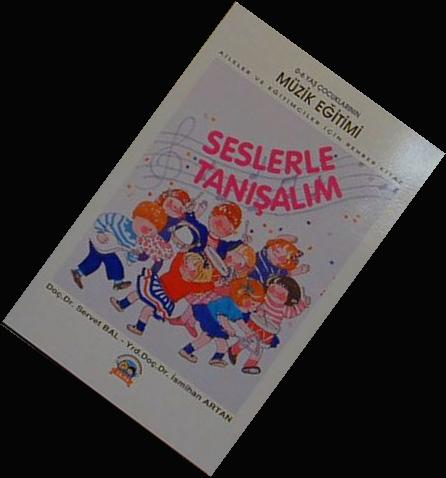 0-6 YAŞ ÇOCUKLARININ
MÜZİK EĞİTİMİ
AİLELER VE EĞİTİMCİLER İÇİN REHBER KİTAP
SESLERLE
TANIŞALIM
Doç.Dr. Servet BAL - Yrd.Doç.Dr. İsmihan ARTAN